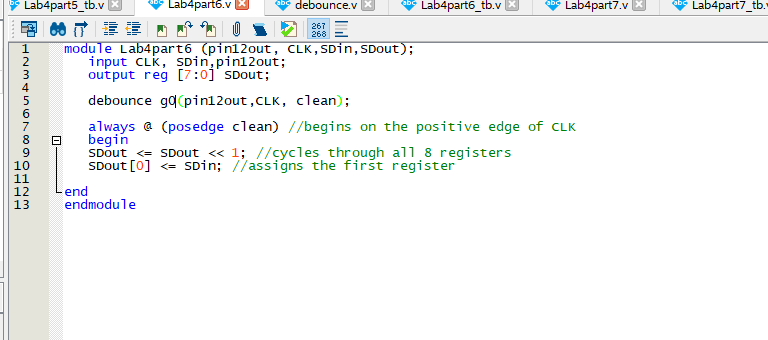 Lab4part5_tb.v Lab4part6.v debounce.v Lab4part6_tb.v Lab4part7.v Lab4part7_tb.v
267
268
1 module Lab4part6 (pin12out, CLK,SDin,SDout);
2 input CLK, SDin,pin12out;
3 output reg [7:0] SDout;
4
5 debounce g0(pin12out,CLK, clean);
6
7 always @ (posedge clean) //begins on the positive edge of CLK
8 begin
9 SDout <= SDout << 1; //cycles through all 8 registers
10 SDout[0] <= SDin; //assigns the first register
11
12 end
13 endmodule